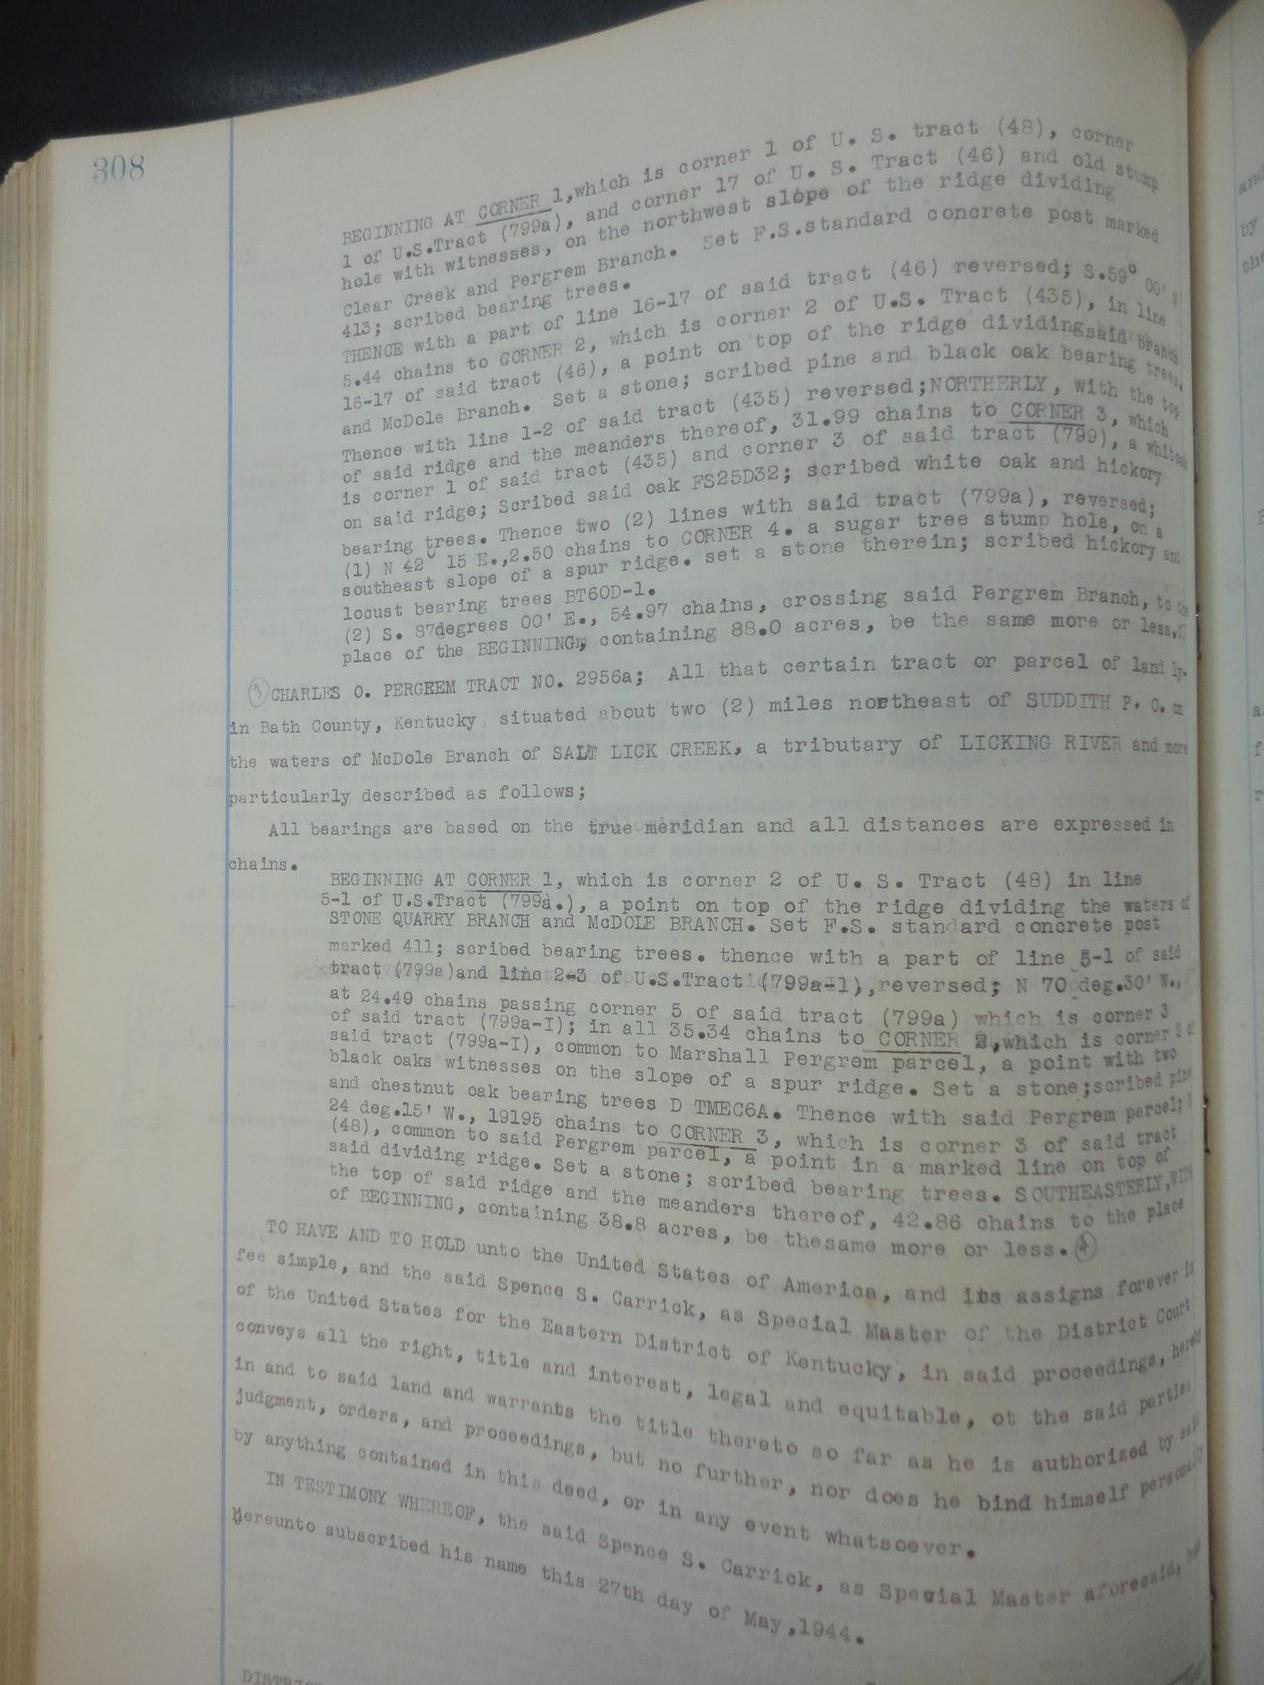 308
BEGINNING AT CORNER 1,which is corner 1 of U. S. tract (48), corner
1 of U.S.Tract (799a), and corner 17 of U. S. Tract (46) and old stump
hole with witnesses, on the northwest slope of the ridge dividing
Clear Creek and Pergrem Branch. Set F.S.standard concrete post marked
413; scribed bearing trees.
THENCE with a part of line 16-17 of said tract (46) reversed; S.59° 00'
5.44 chains to CORNER 2, which is corner 2 of U.S. Tract (435), in line
16-17 of said tract (46), a point on top of the ridge dividing said Branch
and McDole Branch. Set a stone; scribed pine and black oak bearing trees.
Thence with line 1-2 of said tract (435) reversed;NORTHERLY, with the top
of said ridge and the meanders thereof, 31.99 chains to CORNER 3, which
is corner 1 of said tract (435) and corner 3 of said tract (799), a
on said ridge; Scribed said oak FS25D32; scribed white oak and hickory
bearing trees. Thence two (2) lines with said tract (799a), reversed;
(1) N 42° 15 E.,2.50 chains to CORNER 4. a sugar tree stump hole, on a
southeast slope of a spur ridge. set a stone therein; scribed hickory and
locust bearing trees BT6OD-1.
(2) S. 87degrees 00' E., 54.97 chains, crossing said Pergrem Branch, to the
place of the BEGINNING, containing 88.0 acres, be the same more or less,
(3) CHARLES O. PERGREM TRACT NO. 2956a; All that certain tract or parcel of land ly-
in Bath County, Kentucky, situated about two (2) miles northeast of SUDDITH P. O. on
the waters of McDole Branch of SALT LICK CREEK, a tributary of LICKING RIVER and more
particularly described as follows;
All bearings are based on the true meridian and all distances are expressed in
chains.
BEGINNING AT CORNER 1, which is corner 2 of U. S. Tract (48) in line
5-1 of U.S.Tract (799a.), a point on top of the ridge dividing the waters of
STONE QUARRY BRANCH and McDOLE BRANCH. Set F.S. standard concrete post
marked 411; scribed bearing trees. thence with a part of line 5-1 of said
tract (799a)and line 2-3 of U.S.Tract (799a-1),reversed; N 70 deg.30' W.,
at 24.49 chains passing corner 5 of said tract (799a) which is corner 3
of said tract (799a-I); in all 35.34 chains to CORNER 2,which is corner 2 of
said tract (799a-I), common to Marshall Pergrem parcel, a point with two
black oaks witnesses on the slope of a spur ridge. Set a stone;scribed pine
and chestnut oak bearing trees D TMEC6A. Thence with said Pergrem parcel;
24 deg.15' W., 19195 chains to CORNER 3, which is corner 3 of said tract
(48), common to said Pergrem parcel, a point in a marked line on top of
said dividing ridge. Set a stone; scribed bearing trees. SOUTHEASTERLY,WITH
the top of said ridge and the meanders thereof, 42.86 chains to the place
of BEGINNING, containing 38.8 acres, be thesame more or less. (4)
TO HAVE AND TO HOLD unto the United States of America, and its assigns forever in
fee simple, and the said Spence S. Carrick, as Special Master of the District Court
of the United States for the Eastern District of Kentucky, in said proceedings, hereby
conveys all the right, title and interest, legal and equitable, ot the said parties
in and to said land and warrants the title thereto so far as he is authorized by said
judgment, orders, and proceedings, but no further, nor does he bind himself personally
by anything contained in this deed, or in any event whatsoever.
IN TESTIMONY WHEREOF, the said Spence S. Carrick, as Special Master aforesaid, has
hereunto subscribed his name this 27th day of May,1944.